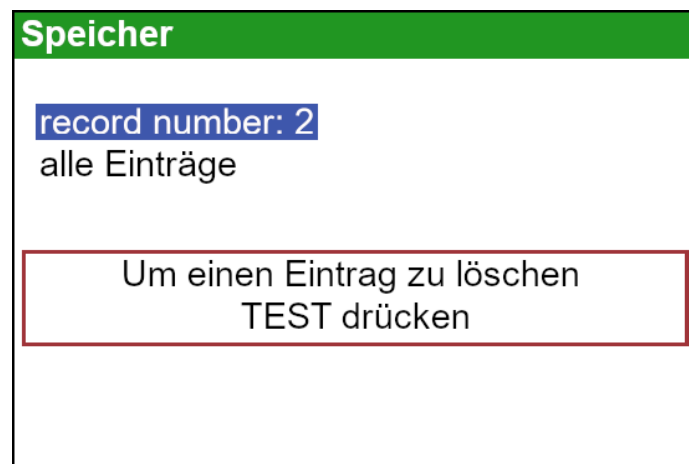 Speicher
record number: 2
alle Einträge
Um einen Eintrag zu löschen
TEST drücken